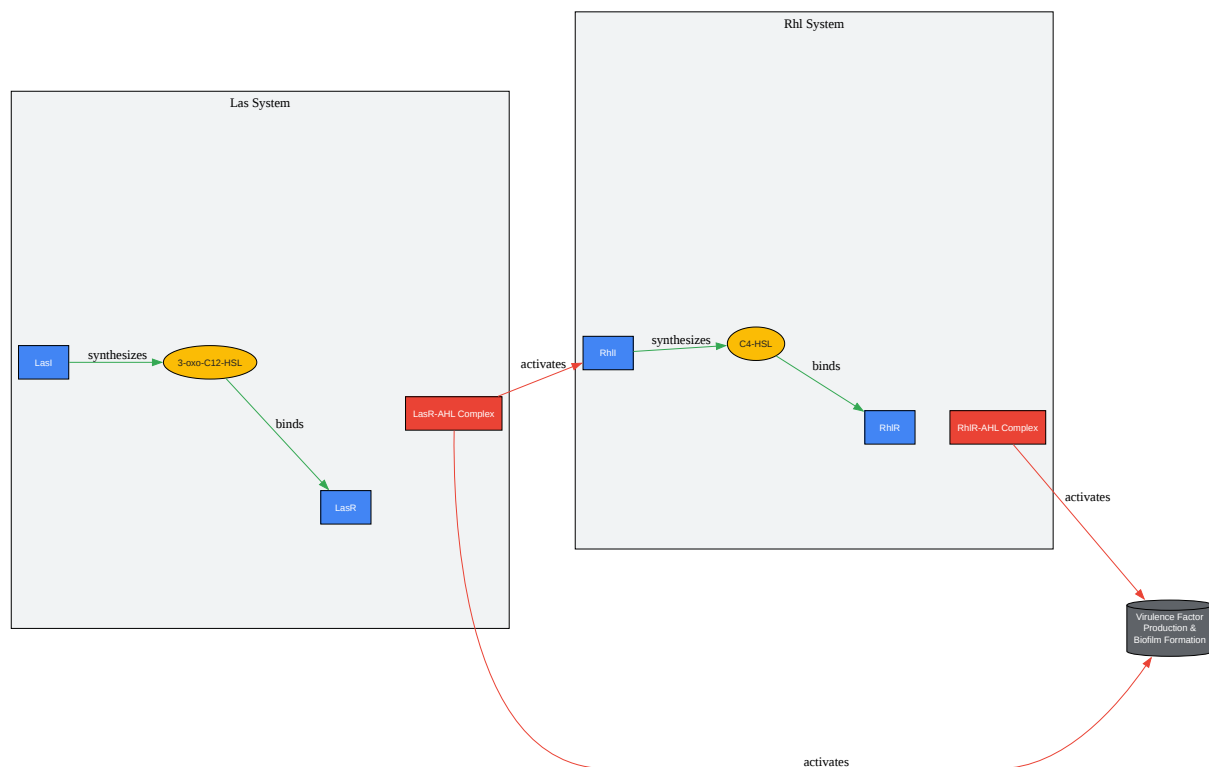 Rhl System
Las System
LasI
synthesizes
3-oxo-C12-HSL
binds
LasR
LasR-AHL Complex
activates
RhlI
synthesizes
C4-HSL
binds
RhlR
RhlR-AHL Complex
activates
Virulence Factor
Production &
Biofilm Formation
activates